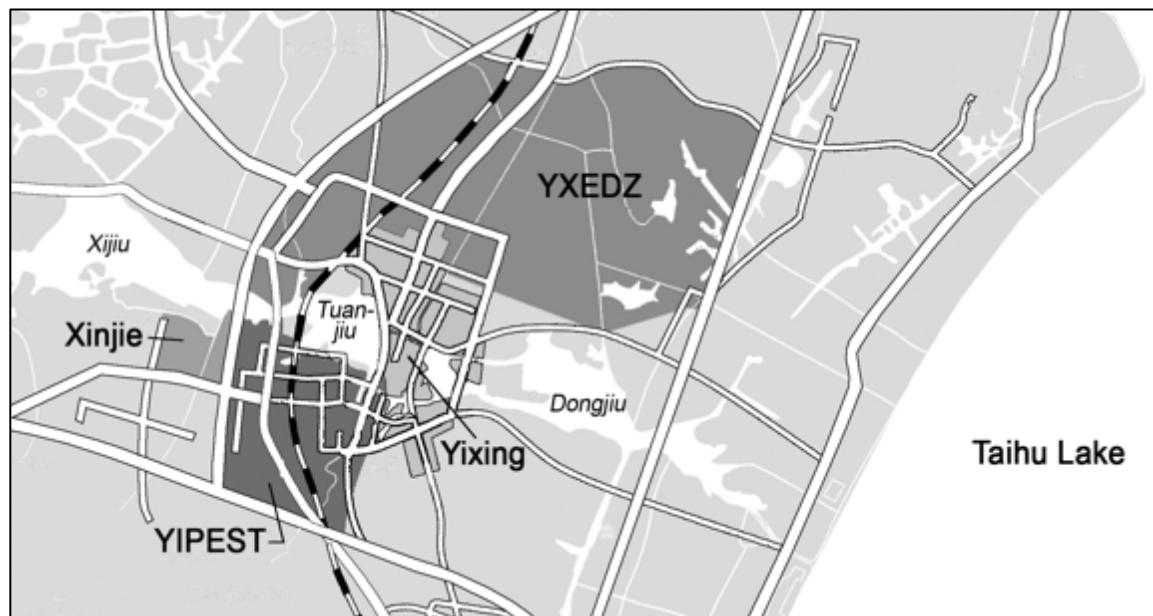 YXEDZ
Xijiu
Tuan-
jiu
Xinjie
Dongjiu
Yixing
Taihu Lake
YIPEST